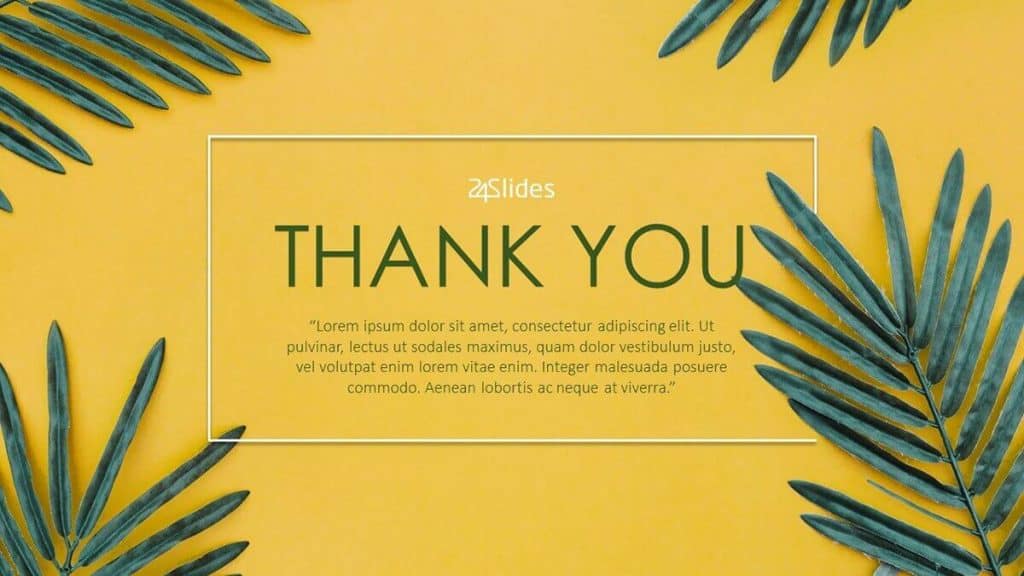 24Slides
THANK YOU
“Lorem ipsum dolor sit amet, consectetur adipiscing elit. Ut
pulvinar, lectus ut sodales maximus, quam dolor vestibulum justo,
vel volutpat enim lorem vitae enim. Integer malesuada posuere
commodo. Aenean lobortis ac neque at viverra.”